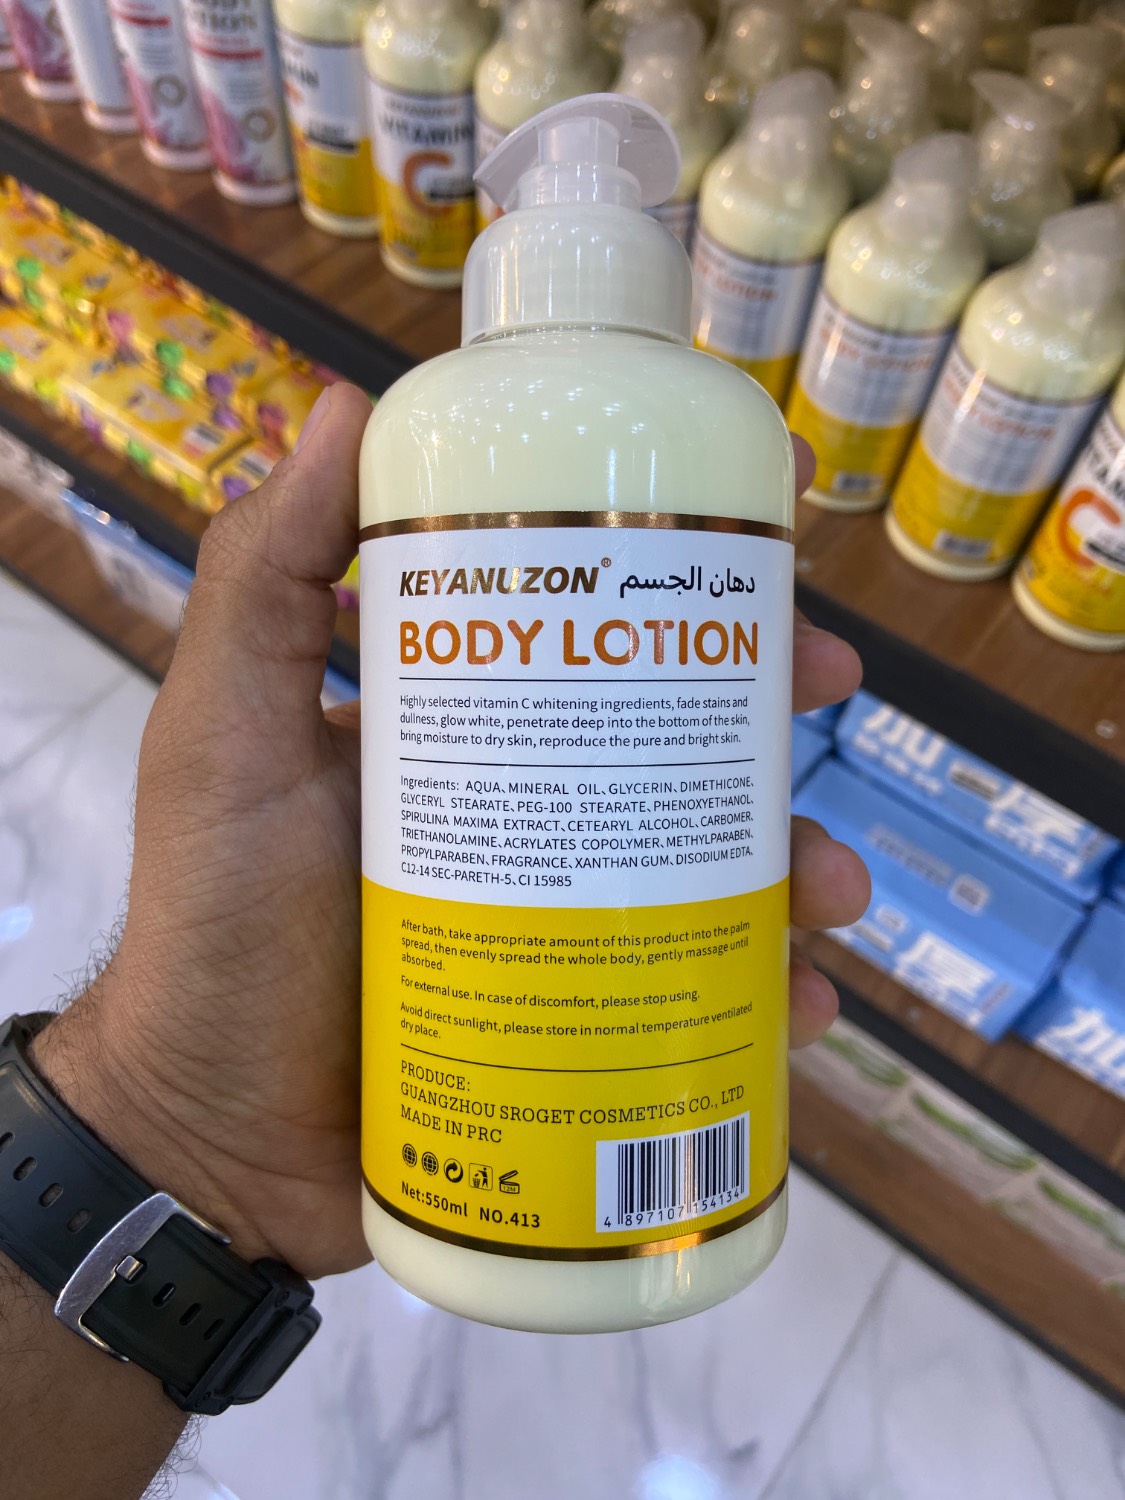 KEYANUZON® دهان الجسم
BODY LOTION
Highly selected vitamin C whitening ingredients, fade stains and
dullness, glow white, penetrate deep into the bottom of the skin,
bring moisture to dry skin, reproduce the pure and bright skin.
Ingredients: AQUA、MINERAL OIL、GLYCERIN、DIMETHICONE、
GLYCERYL STEARATE、PEG-100 STEARATE、PHENOXYETHANOL、
SPIRULINA MAXIMA EXTRACT、CETEARYL ALCOHOL、CARBOMER、
TRIETHANOLAMINE、ACRYLATES COPOLYMER、METHYLPARABEN、
PROPYLPARABEN、FRAGRANCE、XANTHAN GUM、DISODIUM EDTA、
C12-14 SEC-PARETH-5、CI 15985
After bath, take appropriate amount of this product into the palm
spread, then evenly spread the whole body, gently massage until
absorbed.
For external use. In case of discomfort, please stop using.
Avoid direct sunlight, please store in normal temperature ventilated
dry place.
PRODUCE:
GUANGZHOU SROGET COSMETICS CO., LTD
MADE IN PRC
Net:550ml NO.413
4 897107 154134
BODY
LOTION
VITAMIN
C
BODY LOTION